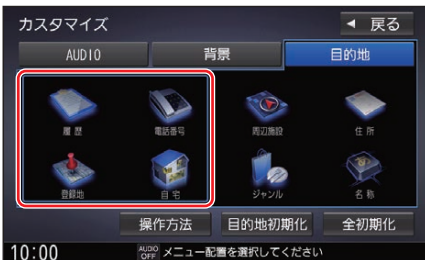 カスタマイズ ◄ 戻る
AUDIO 背景 目的地
履歴 電話番号 周辺施設 住所
登録地 自宅 ジャンル 名称
操作方法 目的地初期化 全初期化
10:00 AUDIO OFF メニュー配置を選択してください